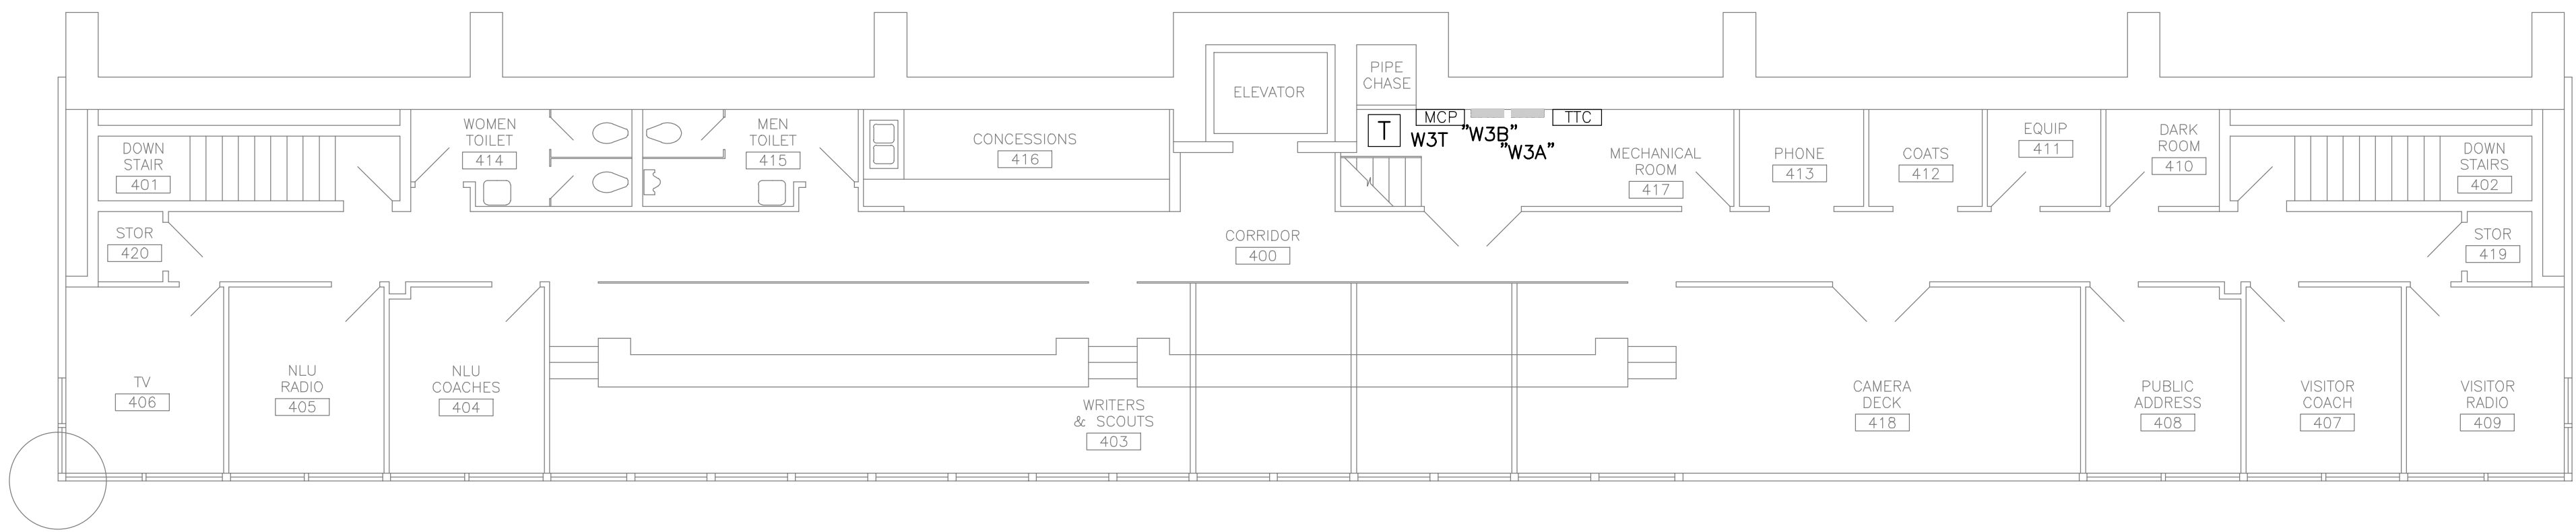 PIPE
CHASE
ELEVATOR
MCP
"W3B"
TTC
T
W3T
"W3A"
WOMEN
TOILET
414
MEN
TOILET
415
CONCESSIONS
416
DOWN
STAIR
401
MECHANICAL
ROOM
417
PHONE
413
COATS
412
EQUIP
411
DARK
ROOM
410
DOWN
STAIRS
402
STOR
420
CORRIDOR
400
STOR
419
TV
406
NLU
RADIO
405
NLU
COACHES
404
WRITERS
& SCOUTS
403
CAMERA
DECK
418
PUBLIC
ADDRESS
408
VISITOR
COACH
407
VISITOR
RADIO
409